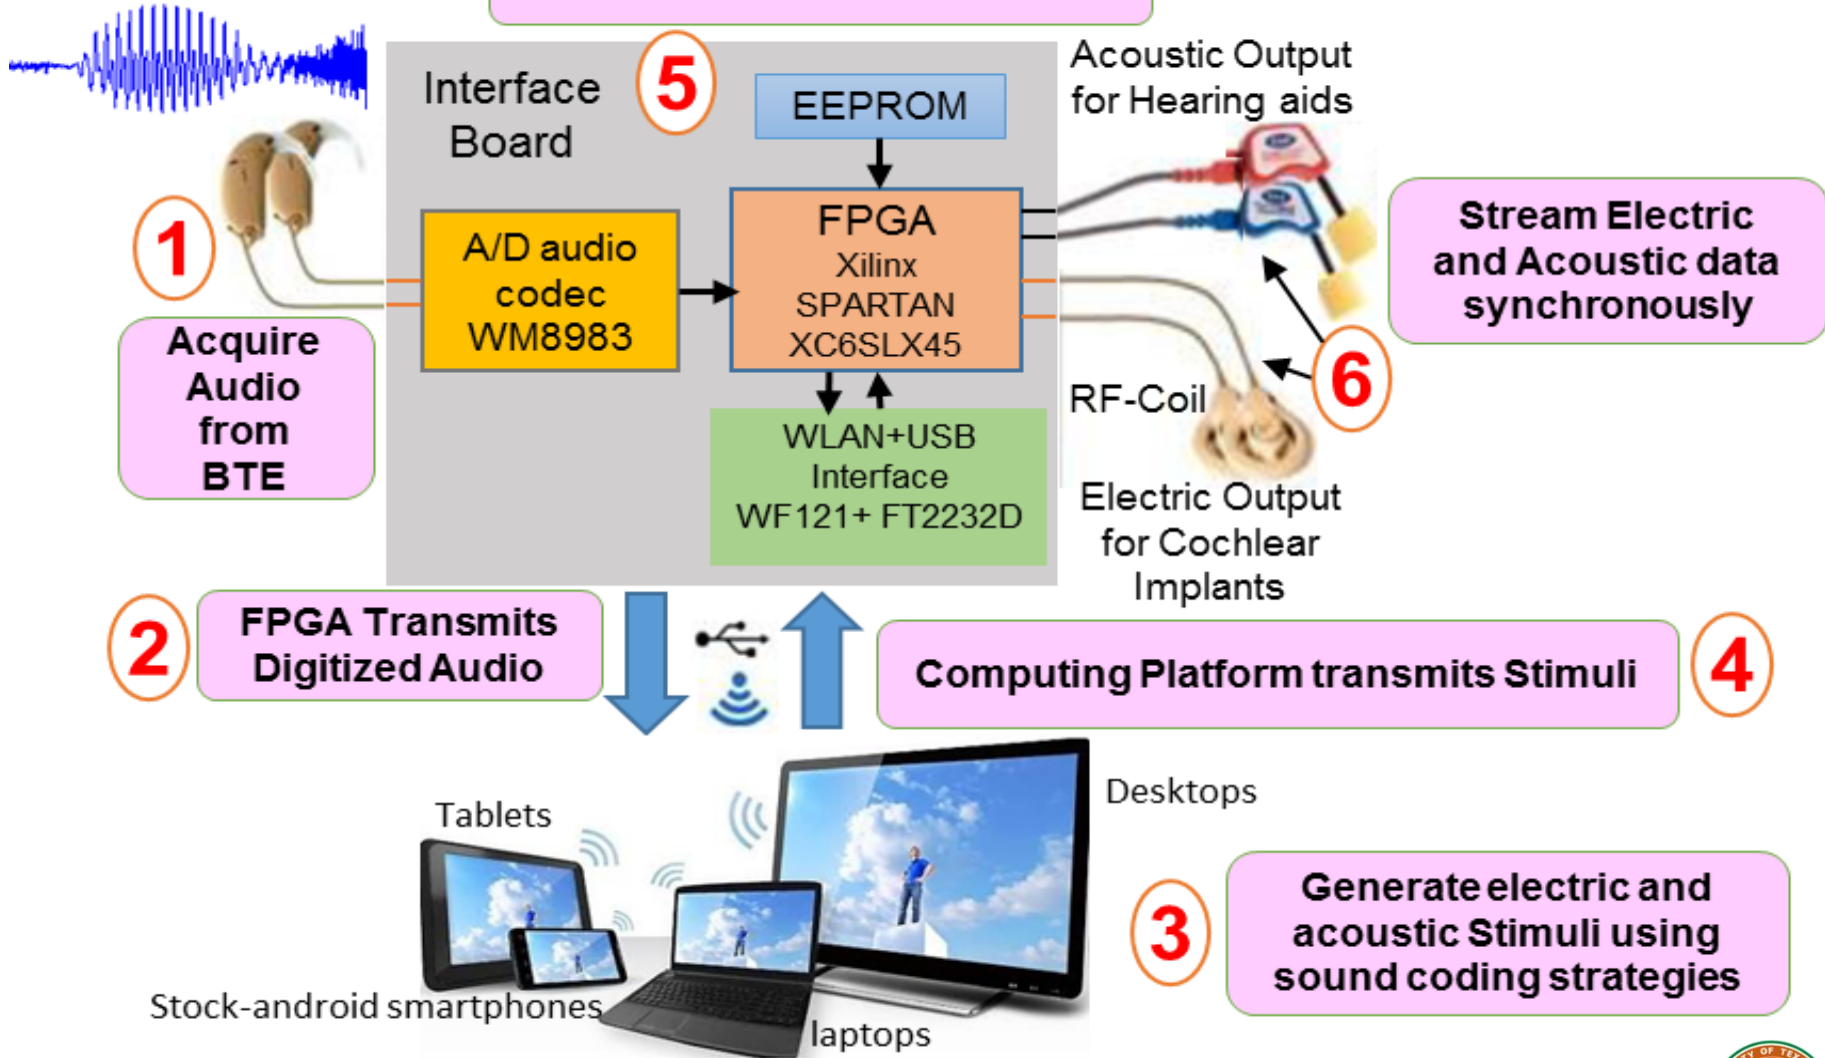 Interface
Board
5
EEPROM
Acoustic Output
for Hearing aids
1
A/D audio
codec
WM8983
FPGA
Xilinx
SPARTAN
XC6SLX45
Stream Electric
and Acoustic data
synchronously
Acquire
Audio
from
BTE
6
RF-Coil
WLAN+USB
Interface
WF121+ FT2232D
Electric Output
for Cochlear
Implants
2
FPGA Transmits
Digitized Audio
Computing Platform transmits Stimuli
4
Tablets
Desktops
3
Generate electric and
acoustic Stimuli using
sound coding strategies
Stock-android smartphones
laptops